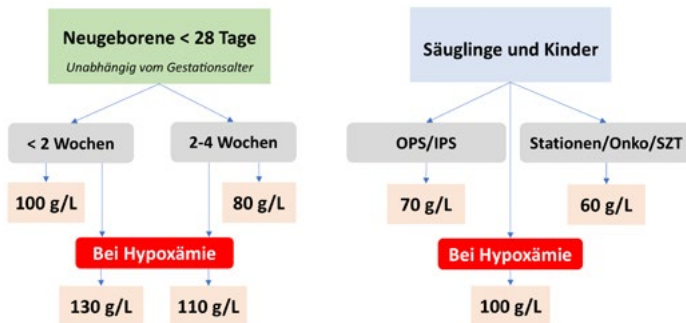 Neugeborene < 28 Tage
Unabhängig vom Gestationsalter
< 2 Wochen
2-4 Wochen
100 g/L
80 g/L
Bei Hypoxämie
130 g/L
110 g/L
Säuglinge und Kinder
OPS/IPS
Stationen/Onko/SZT
70 g/L
60 g/L
Bei Hypoxämie
100 g/L